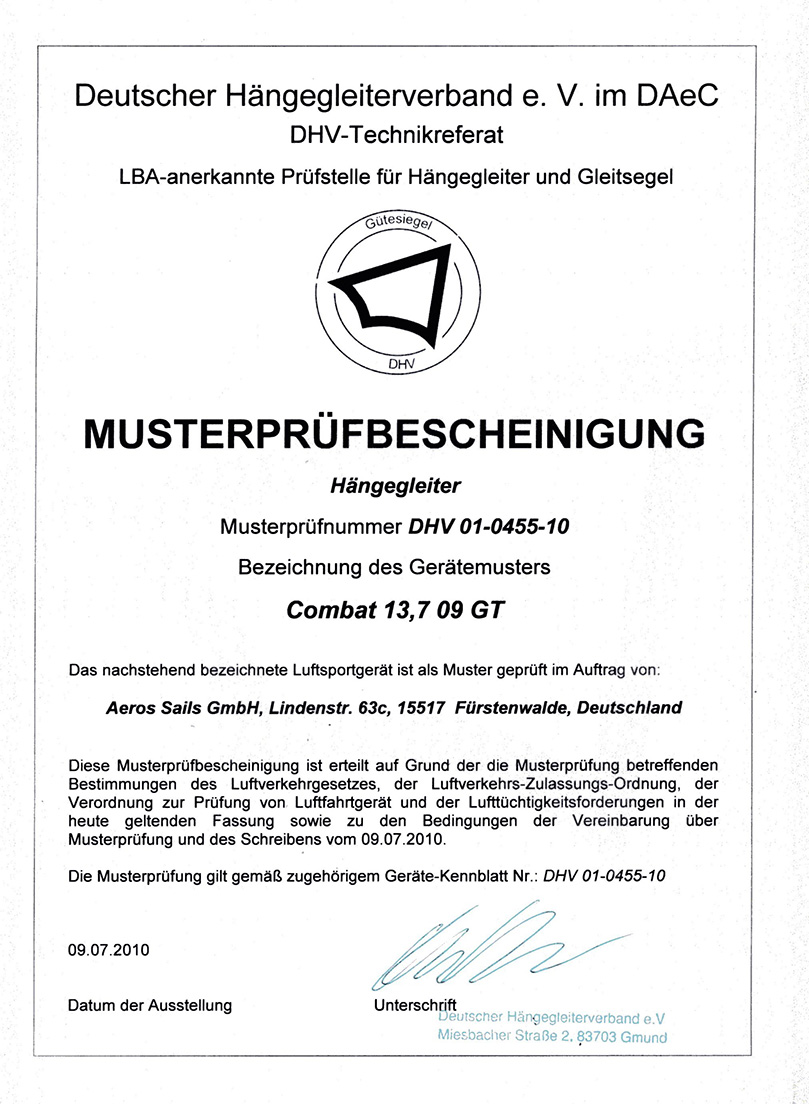 Deutscher Hängegleiterverband e. V. im DAeC
DHV-Technikreferat
LBA-anerkannte Prüfstelle für Hängegleiter und Gleitsegel
Gütesiegel
DHV
MUSTERPRÜFBESCHEINIGUNG
Hängegleiter
Musterprüfnummer DHV 01-0455-10
Bezeichnung des Gerätemusters
Combat 13,7 09 GT
Das nachstehend bezeichnete Luftsportgerät ist als Muster geprüft im Auftrag von:
Aeros Sails GmbH, Lindenstr. 63c, 15517 Fürstenwalde, Deutschland
Diese Musterprüfbescheinigung ist erteilt auf Grund der die Musterprüfung betreffenden
Bestimmungen des Luftverkehrgesetzes, der Luftverkehrs-Zulassungs-Ordnung, der
Verordnung zur Prüfung von Luftfahrtgerät und der Lufttüchtigkeitsforderungen in der
heute geltenden Fassung sowie zu den Bedingungen der Vereinbarung über
Musterprüfung und des Schreibens vom 09.07.2010.
Die Musterprüfung gilt gemäß zugehörigem Geräte-Kennblatt Nr.: DHV 01-0455-10
09.07.2010
Datum der Ausstellung
Unterschrift
Deutscher Hängegleiterverband e.V
Miesbacher Straße 2, 83703 Gmund